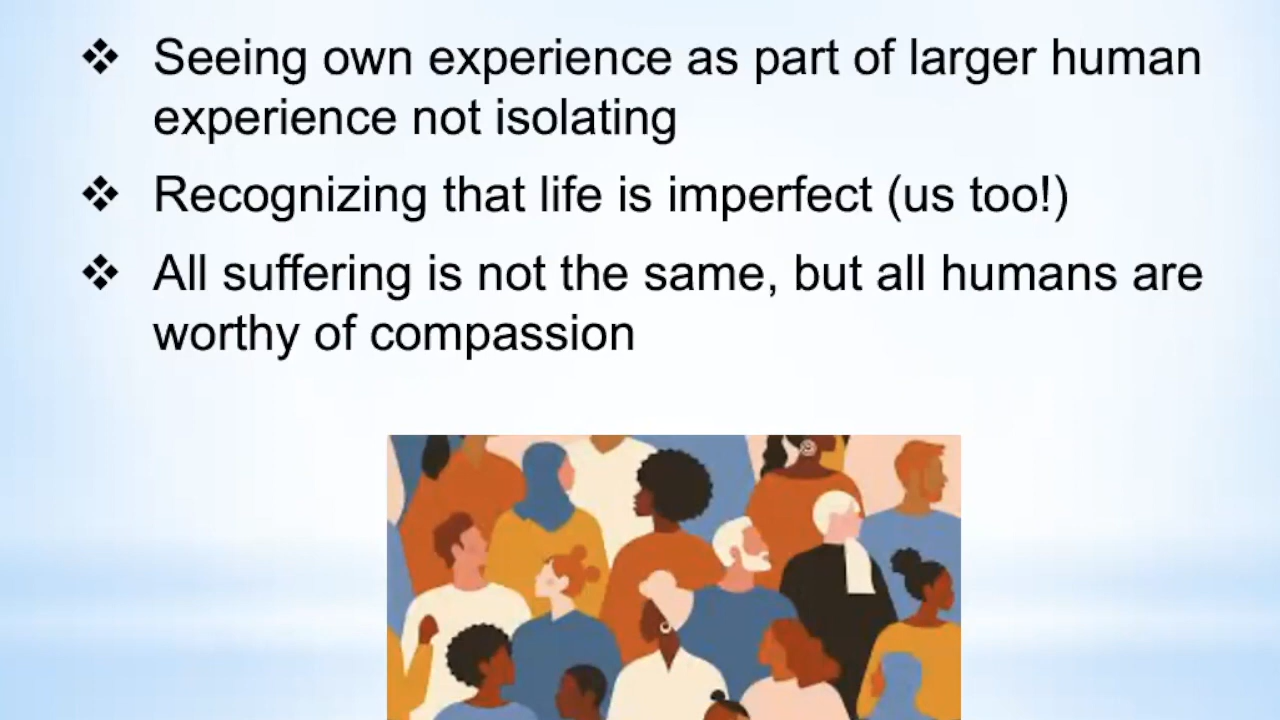 ❖ Seeing own experience as part of larger human
experience not isolating
❖ Recognizing that life is imperfect (us too!)
❖ All suffering is not the same, but all humans are
worthy of compassion